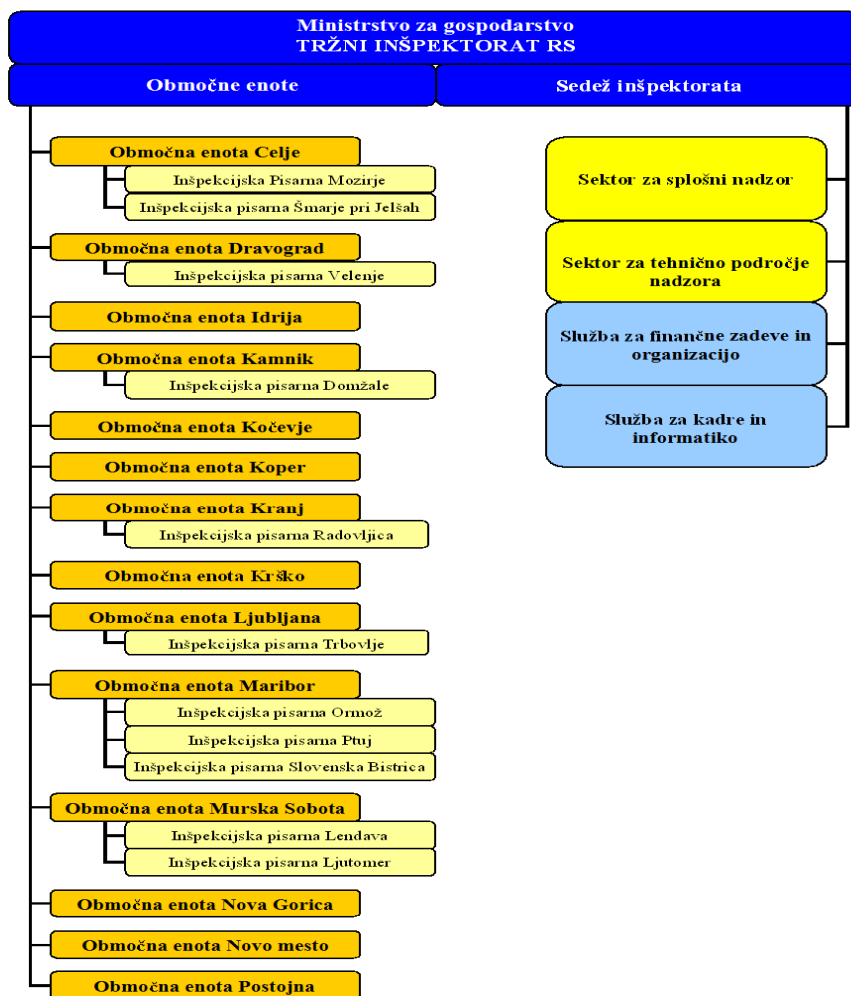 Ministrstvo za gospodarstvo
TRŽNI INŠPEKTORAT RS
Območne enote
Sedež inšpektorata
Območna enota Celje
Inšpekcijska Pisarna Mozirje
Inšpekcijska pisarna Šmarje pri Jelšah
Območna enota Dravograd
Inšpekcijska pisarna Velenje
Območna enota Idrija
Območna enota Kamnik
Inšpekcijska pisarna Domžale
Območna enota Kočevje
Območna enota Koper
Območna enota Kranj
Inšpekcijska pisarna Radovljica
Območna enota Krško
Območna enota Ljubljana
Inšpekcijska pisarna Trbovlje
Območna enota Maribor
Inšpekcijska pisarna Ormož
Inšpekcijska pisarna Ptuj
Inšpekcijska pisarna Slovenska Bistrica
Območna enota Murska Sobota
Inšpekcijska pisarna Lendava
Inšpekcijska pisarna Ljutomer
Območna enota Nova Gorica
Območna enota Novo mesto
Območna enota Postojna
Sektor za splošni nadzor
Sektor za tehnično področje
nadzora
Služba za finančne zadeve in
organizacijo
Služba za kadre in
informatiko